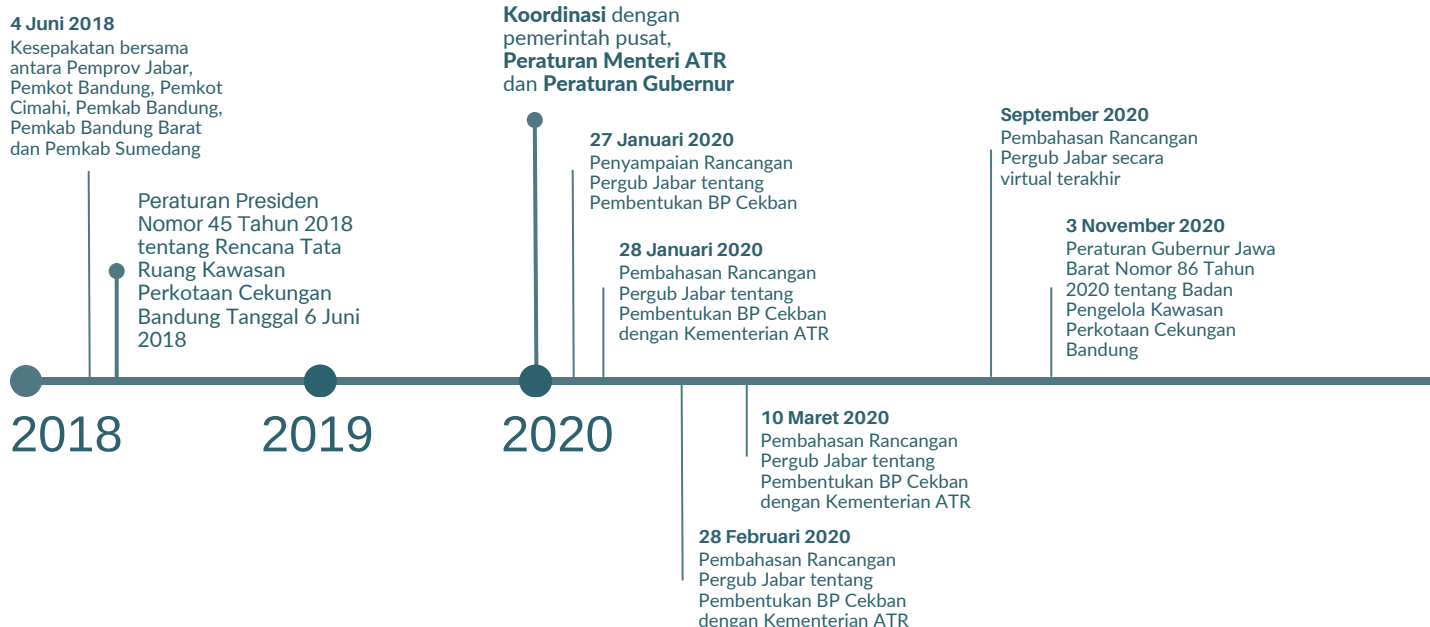 4 Juni 2018
Kesepakatan bersama
antara Pemprov Jabar,
Pemkot Bandung, Pemkot
Cimahi, Pemkab Bandung,
Pemkab Bandung Barat
dan Pemkab Sumedang
Peraturan Presiden
Nomor 45 Tahun 2018
tentang Rencana Tata
Ruang Kawasan
Perkotaan Cekungan
Bandung Tanggal 6 Juni
2018
Koordinasi dengan
pemerintah pusat,
Peraturan Menteri ATR
dan Peraturan Gubernur
27 Januari 2020
Penyampaian Rancangan
Pergub Jabar tentang
Pembentukan BP Cekban
28 Januari 2020
Pembahasan Rancangan
Pergub Jabar tentang
Pembentukan BP Cekban
dengan Kementerian ATR
September 2020
Pembahasan Rancangan
Pergub Jabar secara
virtual terakhir
3 November 2020
Peraturan Gubernur Jawa
Barat Nomor 86 Tahun
2020 tentang Badan
Pengelola Kawasan
Perkotaan Cekungan
Bandung
2018
2019
2020
10 Maret 2020
Pembahasan Rancangan
Pergub Jabar tentang
Pembentukan BP Cekban
dengan Kementerian ATR
28 Februari 2020
Pembahasan Rancangan
Pergub Jabar tentang
Pembentukan BP Cekban
dengan Kementerian ATR